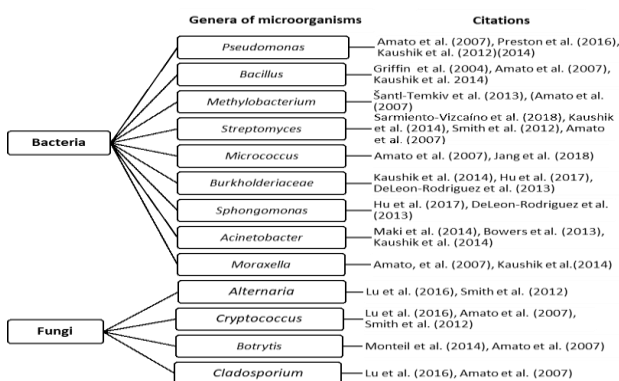 Genera of microorganisms Citations
Pseudomonas
Amato et al. (2007), Preston et al. (2016),
Kaushik et al. (2012)(2014)
Bacillus
Griffin et al. (2004), Amato et al. (2007),
Kaushik et al. 2014)
Methylobacterium
Šantl-Temkiv et al. (2013), (Amato et al.
(2007)
Streptomyces
Sarmiento-Vizcaíno et al. (2018), Kaushik
et al. (2014), Smith et al. (2012), Amato
et al. (2007)
Bacteria
Micrococcus
Amato et al. (2007), Jang et al. (2018)
Burkholderiaceae
Kaushik et al. (2014), Hu et al. (2017),
DeLeon-Rodriguez et al. (2013)
Sphongomonas
Hu et al. (2017), DeLeon-Rodriguez et al.
(2013)
Acinetobacter
Maki et al. (2014), Bowers et al. (2013),
Kaushik et al. (2014)
Moraxella
Amato, et al. (2007), Kaushik et al.(2014)
Alternaria
Lu et al. (2016), Smith et al. (2012)
Fungi
Cryptococcus
Lu et al. (2016), Amato et al. (2007),
Smith et al. (2012)
Botrytis
Monteil et al. (2014), Amato et al. (2007)
Cladosporium
Lu et al. (2016), Amato et al. (2007)